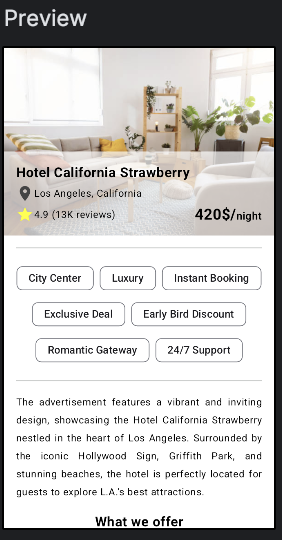 Preview
Hotel California Strawberry
Los Angeles, California
4.9 (13K reviews)
420$/night
City Center
Luxury
Instant Booking
Exclusive Deal
Early Bird Discount
Romantic Gateway
24/7 Support
The advertisement features a vibrant and inviting
design, showcasing the Hotel California Strawberry
nestled in the heart of Los Angeles. Surrounded by
the iconic Hollywood Sign, Griffith Park, and
stunning beaches, the hotel is perfectly located for
guests to explore L.A.'s best attractions.
What we offer